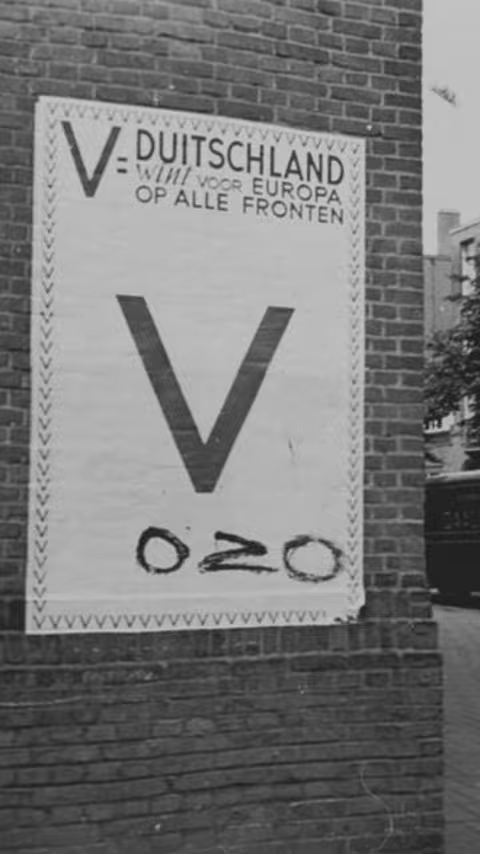 V = DUITSCHLAND
wint VOOR EUROPA
OP ALLE FRONTEN
V
OZO